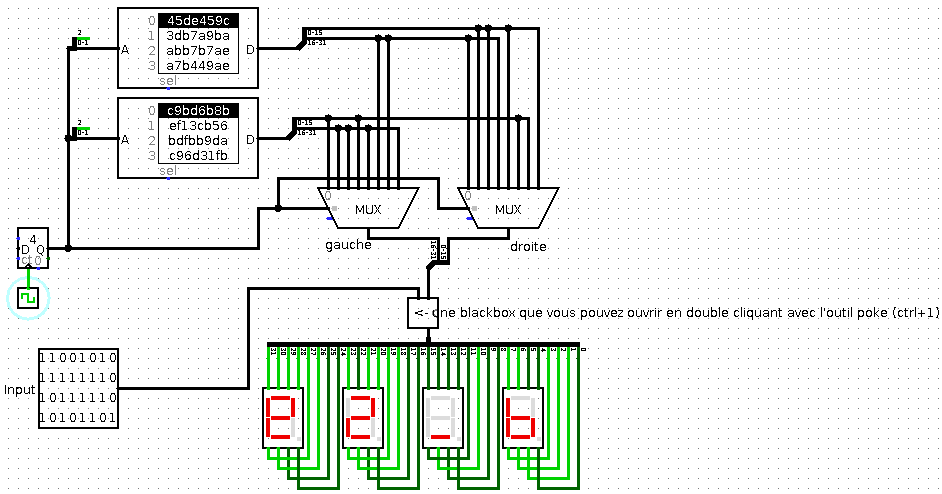 2
0-1
A
0 45de459c
1 3db7a9ba
2 abb7b7ae
3 a7b449ae
sel
D
0-15
16-31
2
0-1
A
0 c9bd6b8b
1 ef13cb56
2 bdfbb9da
3 c96d31fb
sel
D
0-15
16-31
0
MUX
0
MUX
gauche
droite
16-31
0-15
4
D Q
ct 0
<- One blackbox que vous pouvez ouvrir en double cliquant avec l'outil poke (ctrl+1)
Input
11001010
11111110
10111110
10101101
31 30 29 28 27 26 25 24 23 22 21 20 19 18 17 16 15 14 13 12 11 10 9 8 7 6 5 4 3 2 1 0